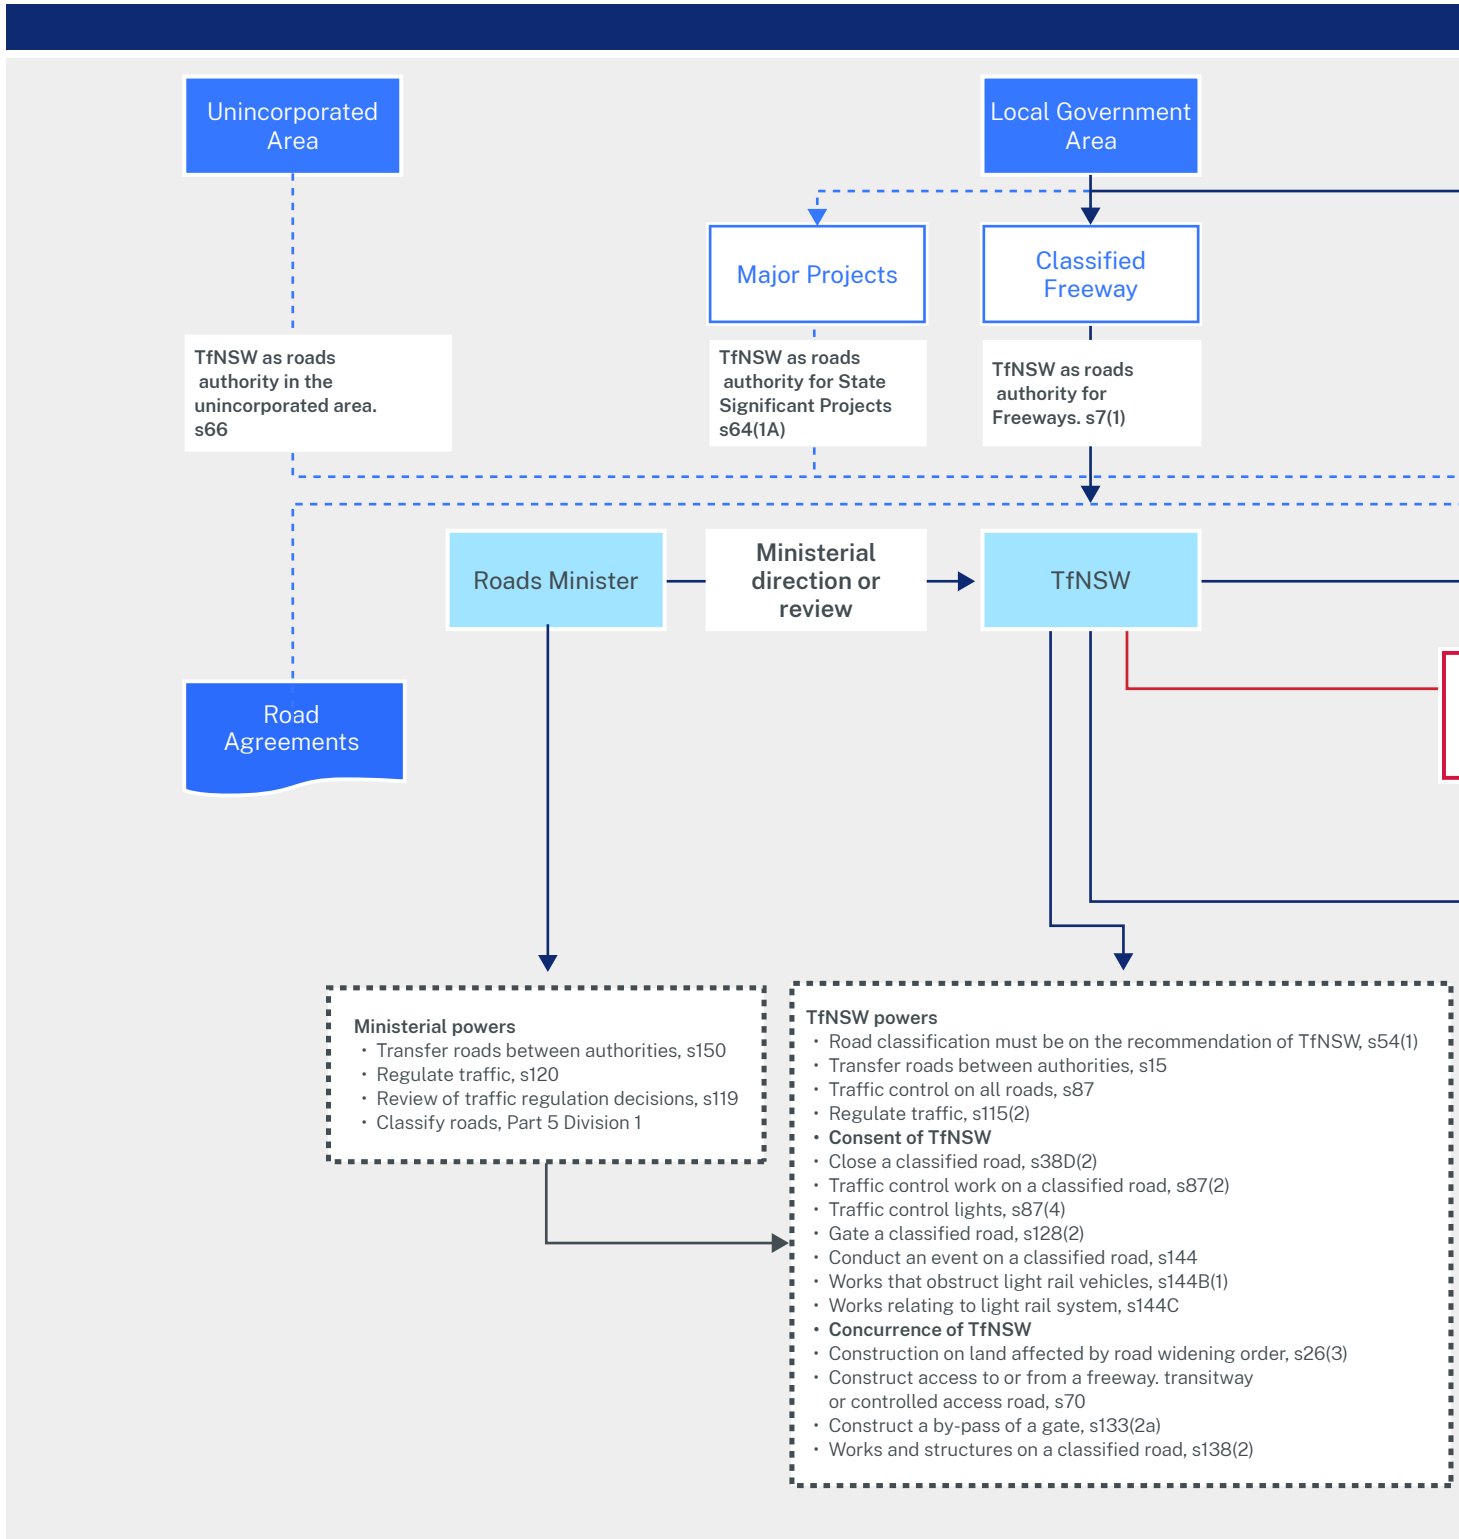 Unincorporated
Area
Local Government
Area
Major Projects
Classified
Freeway
TfNSW as roads
authority in the
unincorporated area.
s66
TfNSW as roads
authority for State
Significant Projects
s64(1A)
TfNSW as roads
authority for
Freeways. s7(1)
Roads Minister
Ministerial
direction or
review
TfNSW
Road
Agreements
Ministerial powers
• Transfer roads between authorities, s150
• Regulate traffic, s120
• Review of traffic regulation decisions, s119
• Classify roads, Part 5 Division 1
TfNSW powers
• Road classification must be on the recommendation of TfNSW, s54(1)
• Transfer roads between authorities, s15
• Traffic control on all roads, s87
• Regulate traffic, s115(2)
• Consent of TfNSW
• Close a classified road, s38D(2)
• Traffic control work on a classified road, s87(2)
• Traffic control lights, s87(4)
• Gate a classified road, s128(2)
• Conduct an event on a classified road, s144
• Works that obstruct light rail vehicles, s144B(1)
• Works relating to light rail system, s144C
• Concurrence of TfNSW
• Construction on land affected by road widening order, s26(3)
• Construct access to or from a freeway. transitway
or controlled access road, s70
• Construct a by-pass of a gate, s133(2a)
• Works and structures on a classified road, s138(2)